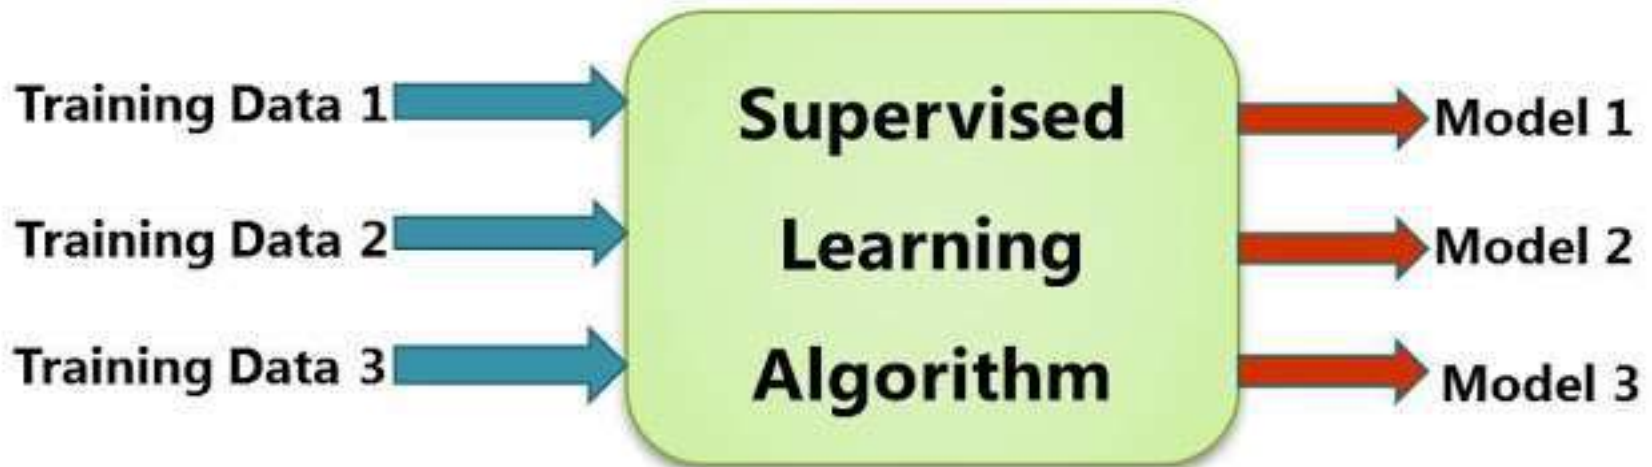 Training Data 1
Training Data 2
Training Data 3
Supervised
Learning
Algorithm
Model 1
Model 2
Model 3